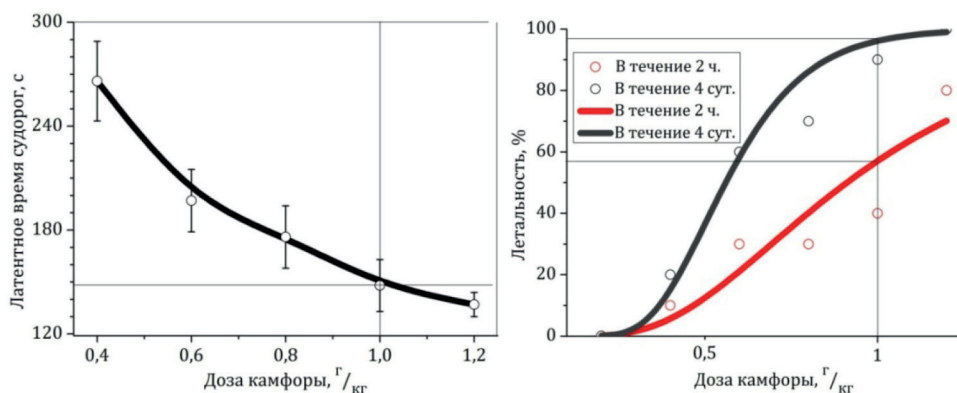 300
240
180
120
Латентное время судорог, с
0,4 0,6 0,8 1,0 1,2
Доза камфоры, г/кг
100
80
60
40
20
0
Летальность, %
В течение 2 ч.
В течение 4 сут.
В течение 2 ч.
В течение 4 сут.
0,5 1
Доза камфоры, г/кг